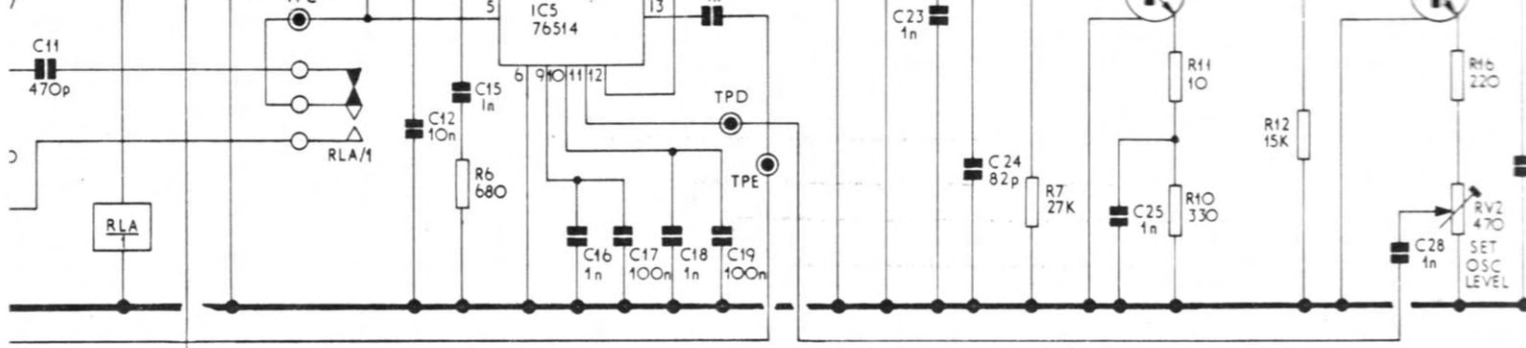 5
IC5
76514
13
6
9
10
11
12
C11
470p
RLA/1
RLA
C12
10n
C15
1n
R6
680
TPD
TPE
C16
1n
C17
100n
C18
1n
C19
100n
C23
1n
C24
82p
R7
27K
R11
10
C25
1n
R10
330
R12
15K
R16
220
RV2
470
SET
OSC
LEVEL
C28
1n